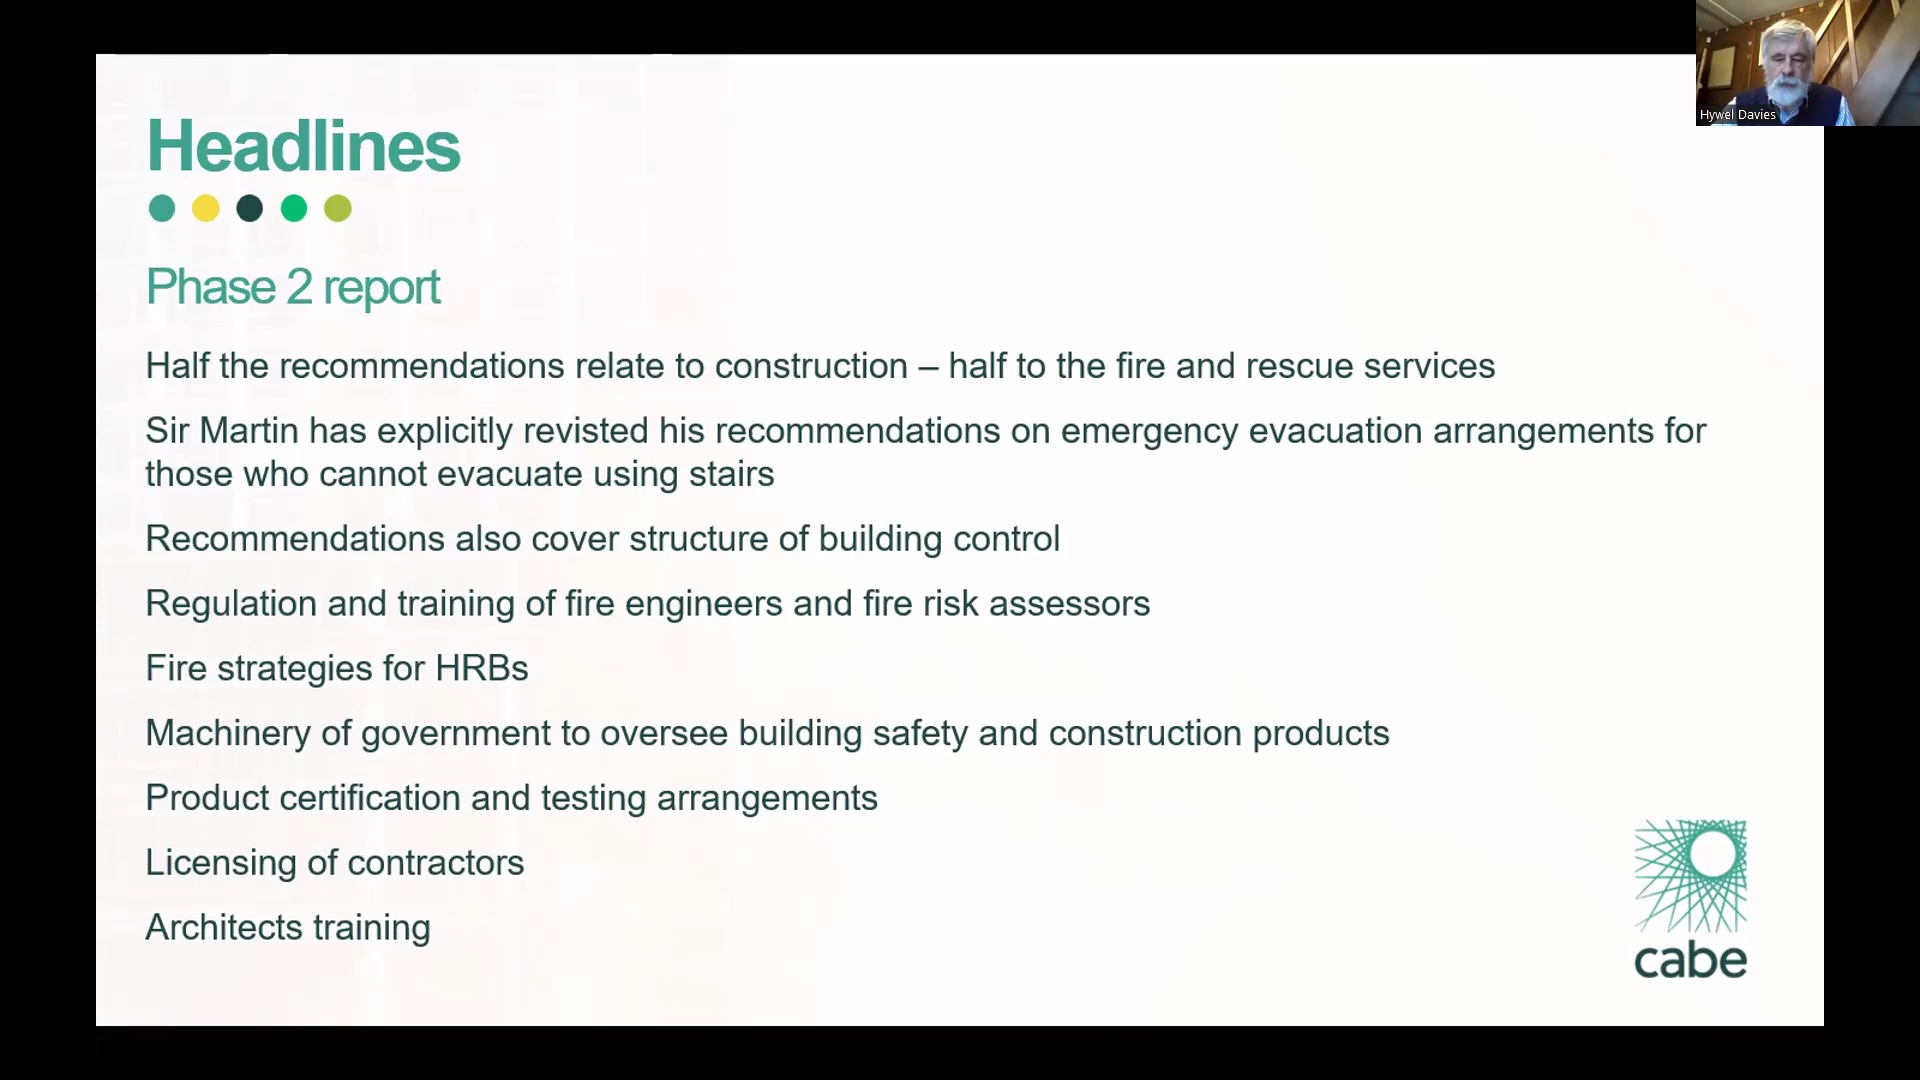 Hywel Davies
Headlines
Phase 2 report
Half the recommendations relate to construction – half to the fire and rescue services
Sir Martin has explicitly revisted his recommendations on emergency evacuation arrangements for
those who cannot evacuate using stairs
Recommendations also cover structure of building control
Regulation and training of fire engineers and fire risk assessors
Fire strategies for HRBs
Machinery of government to oversee building safety and construction products
Product certification and testing arrangements
Licensing of contractors
Architects training
cabe